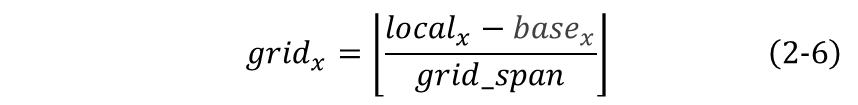 grid_x = ⌊(local_x − base_x) / grid_span⌋ (2-6)